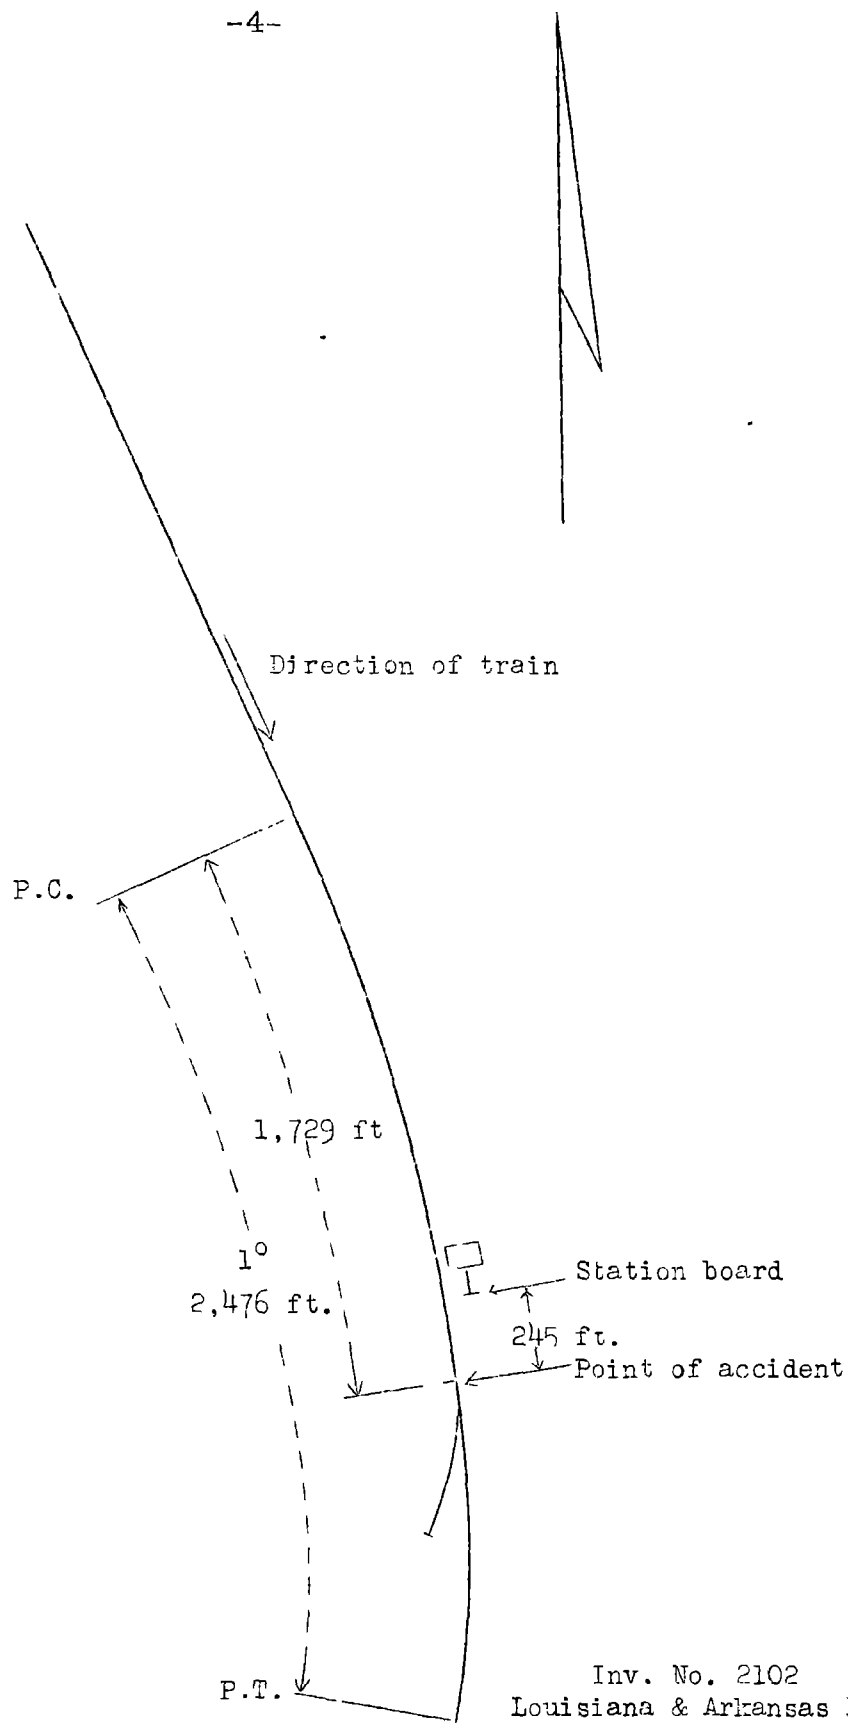 -4-
Direction of train
P.C.
1,729 ft
1°
2,476 ft.
Station board
245 ft.
Point of accident
P.T.
Inv. No. 2102
Louisiana & Arkansas